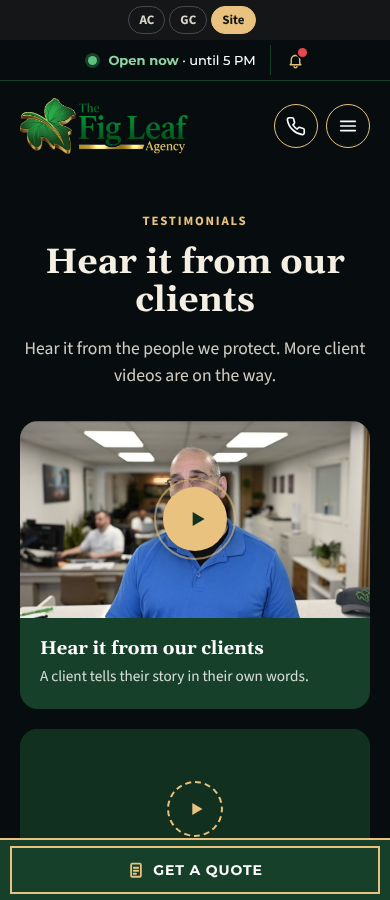 AC GC Site
Open now · until 5 PM
The
Fig Leaf
Agency
TESTIMONIALS
Hear it from our
clients
Hear it from the people we protect. More client
videos are on the way.
Hear it from our clients
A client tells their story in their own words.
GET A QUOTE